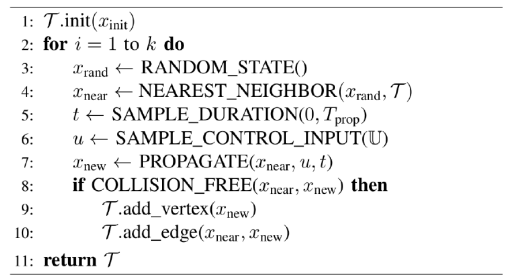 1: 𝒯.init(x_init)
2: for i = 1 to k do
3: x_rand ← RANDOM_STATE()
4: x_near ← NEAREST_NEIGHBOR(x_rand, 𝒯)
5: t ← SAMPLE_DURATION(0, T_prop)
6: u ← SAMPLE_CONTROL_INPUT(𝕌)
7: x_new ← PROPAGATE(x_near, u, t)
8: if COLLISION_FREE(x_near, x_new) then
9: 𝒯.add_vertex(x_new)
10: 𝒯.add_edge(x_near, x_new)
11: return 𝒯